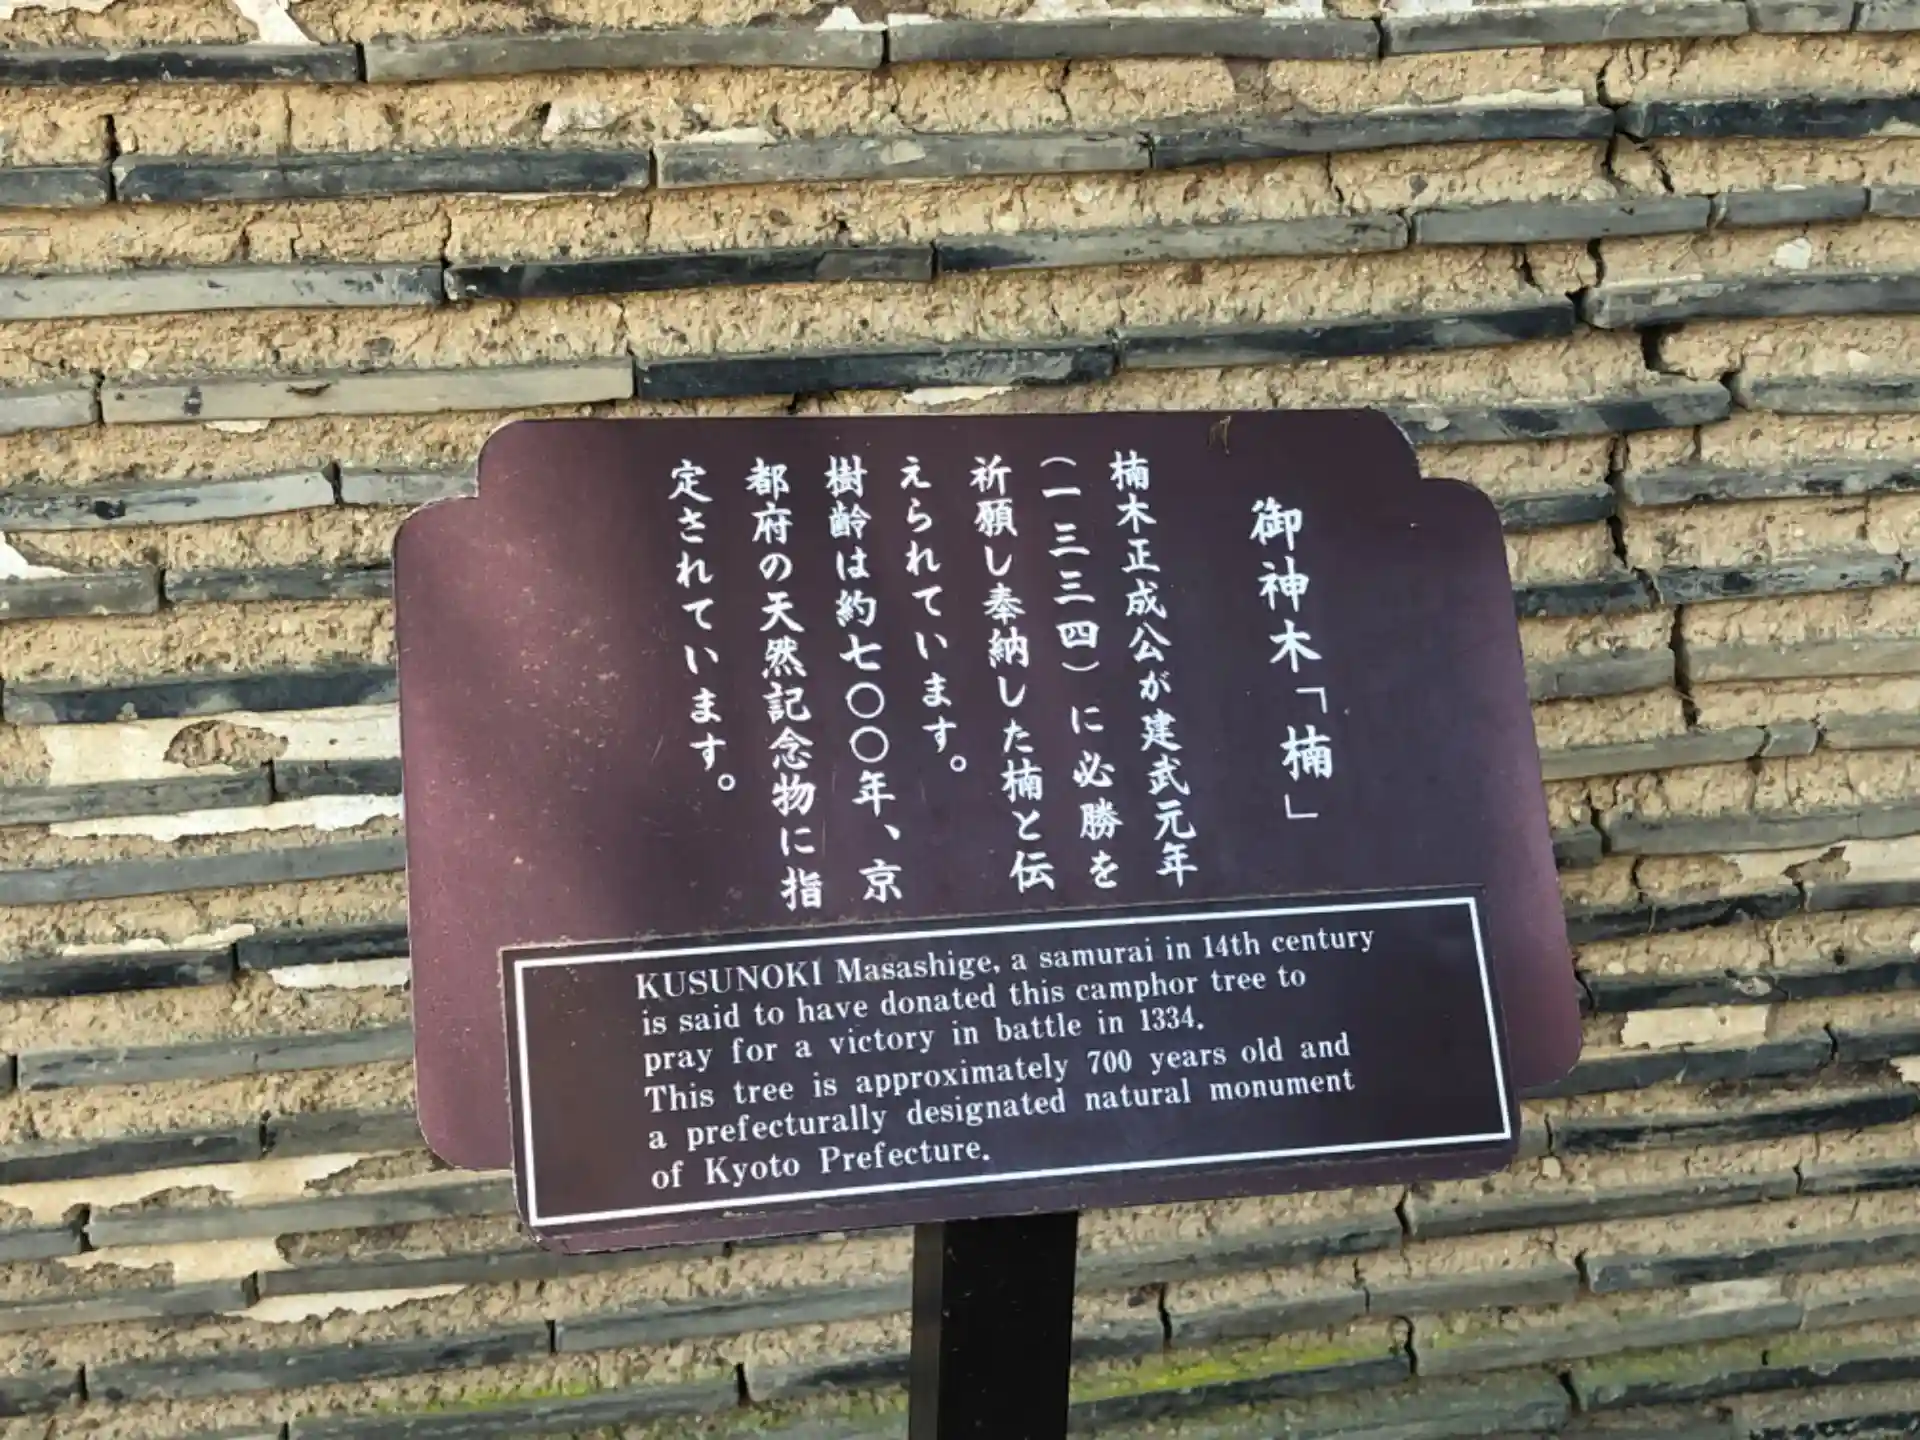 御神木「楠」
楠木正成公が建武元年
(一三三四)に必勝を
祈願し奉納した楠と伝
えられています。
樹齢は約七〇〇年、京
都府の天然記念物に指
定されています。
KUSUNOKI Masashige, a samurai in 14th century
is said to have donated this camphor tree to
pray for a victory in battle in 1334.
This tree is approximately 700 years old and
a prefecturally designated natural monument
of Kyoto Prefecture.